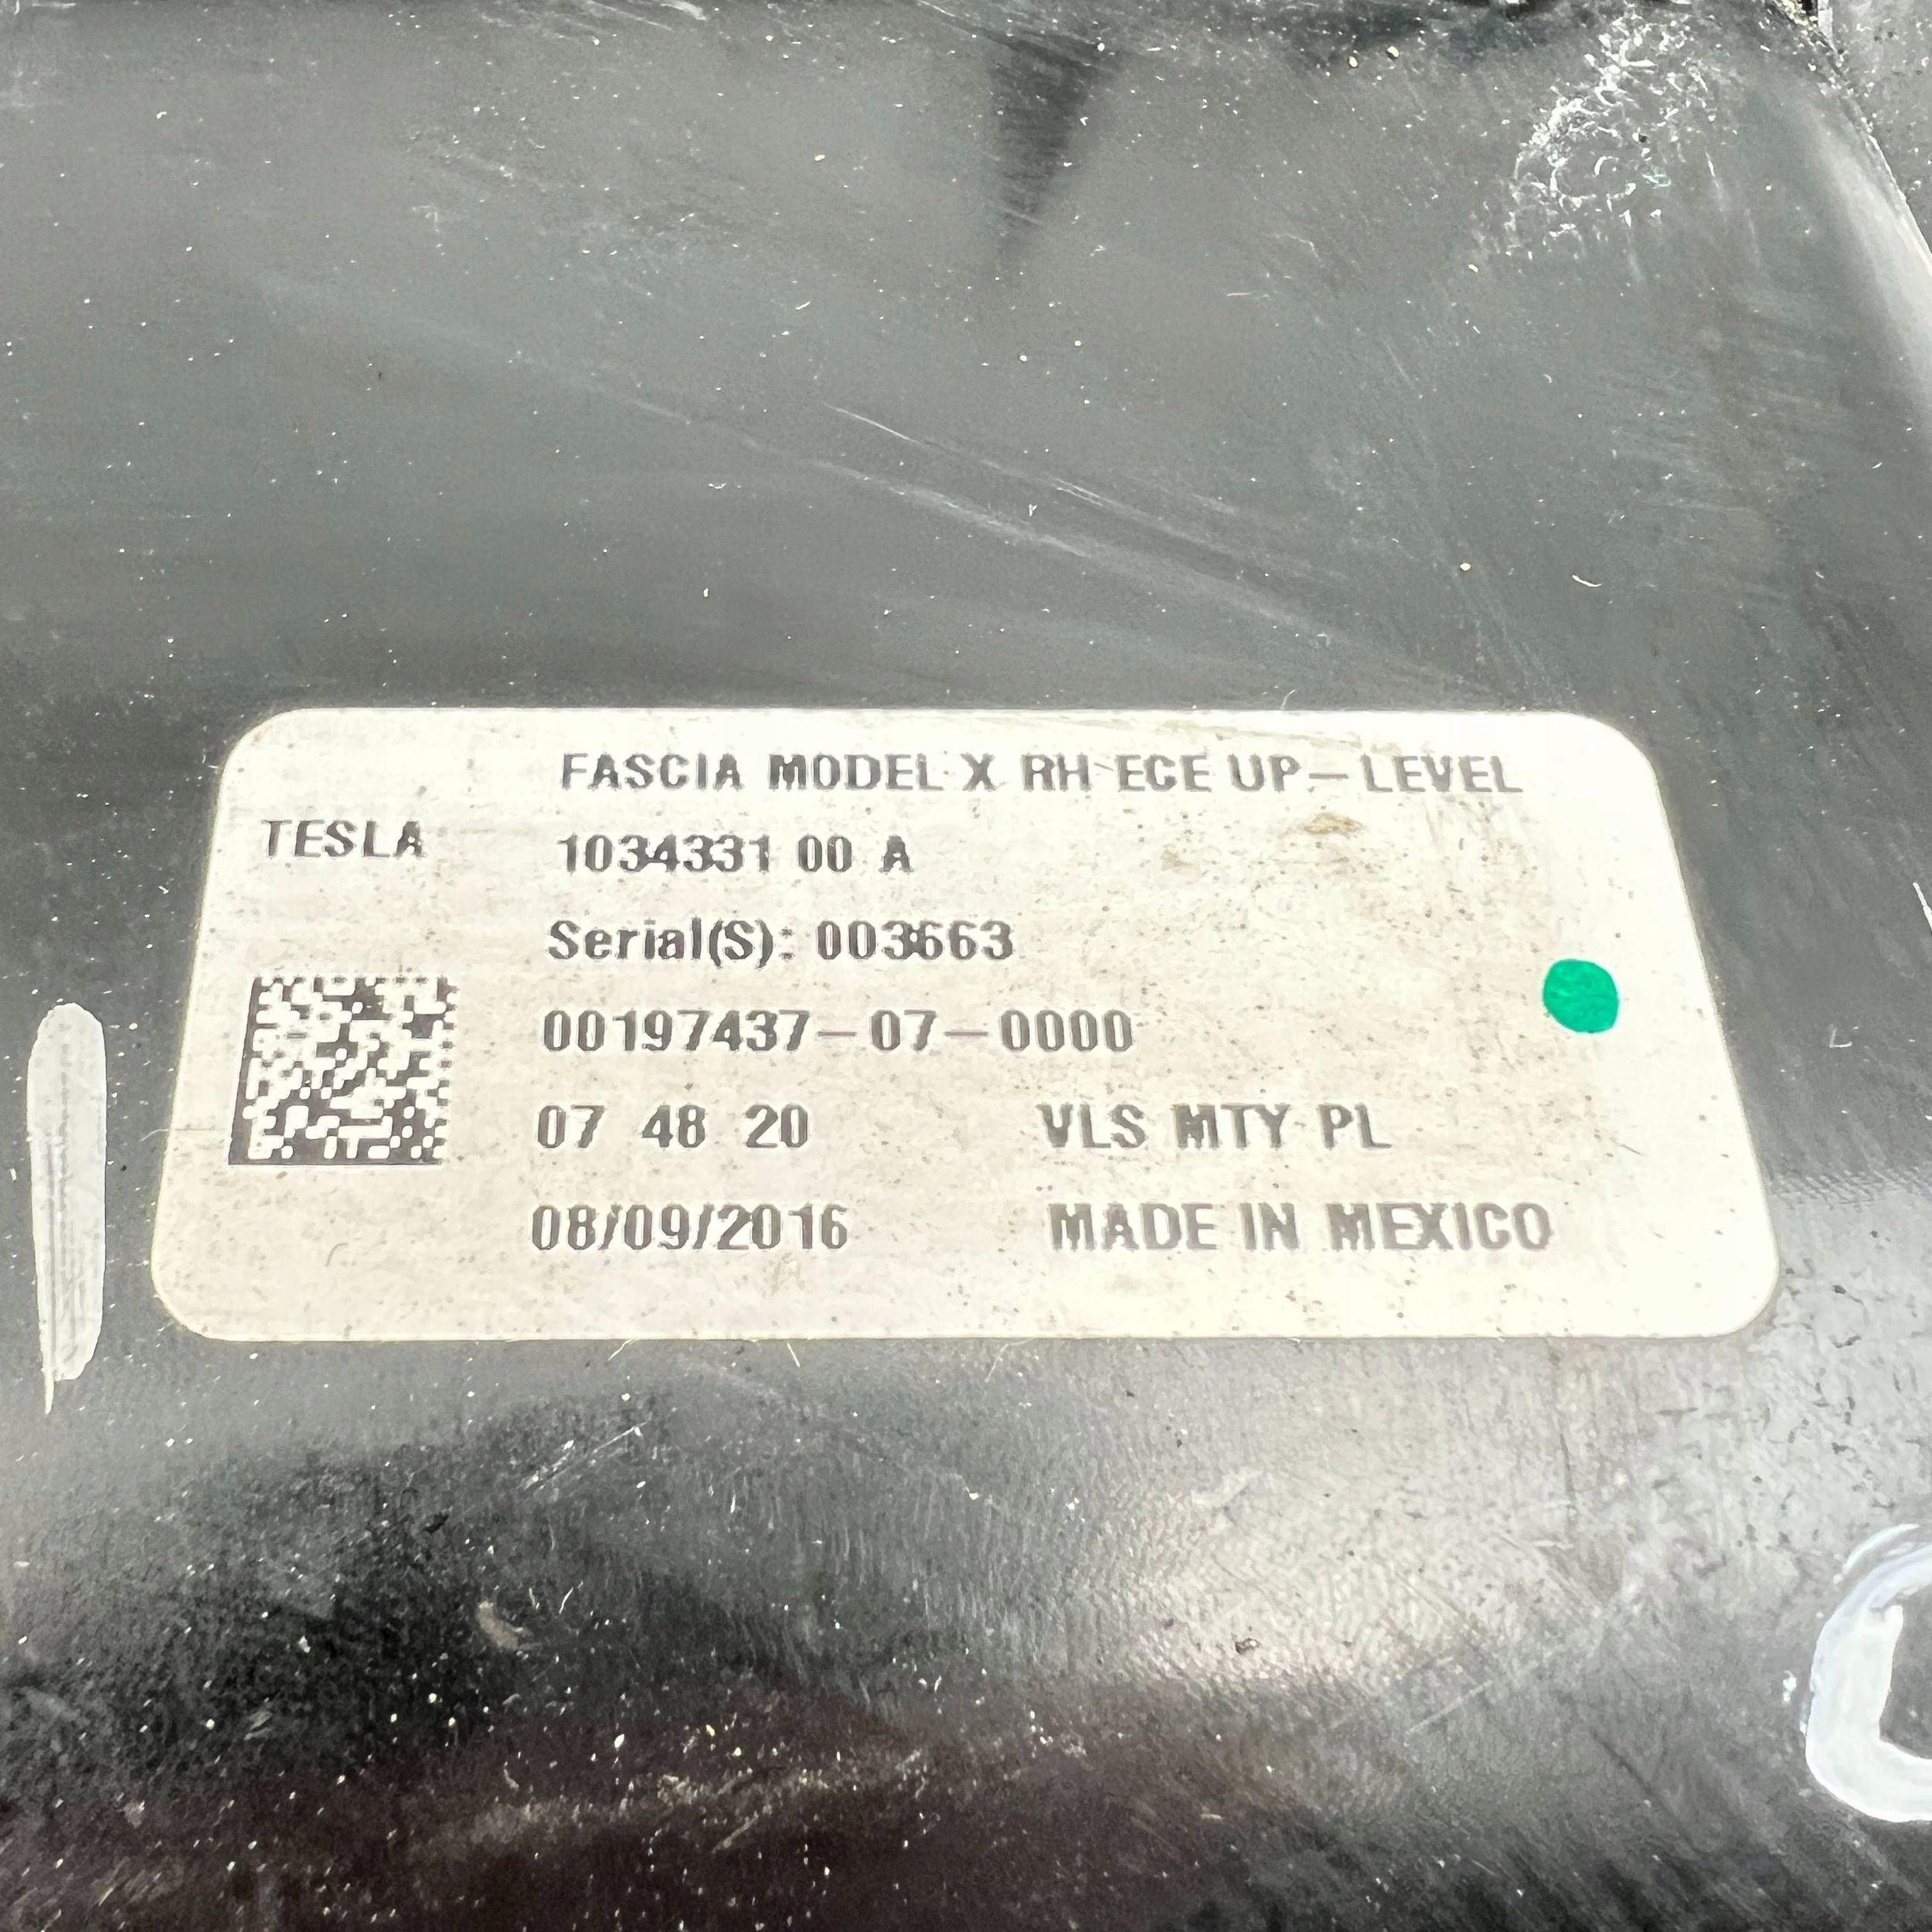 FASCIA MODEL X RH ECE UP-LEVEL
TESLA
1034331 00 A
Serial(S): 003663
00197437-07-0000
07 48 20 VLS MTY PL
08/09/2016 MADE IN MEXICO